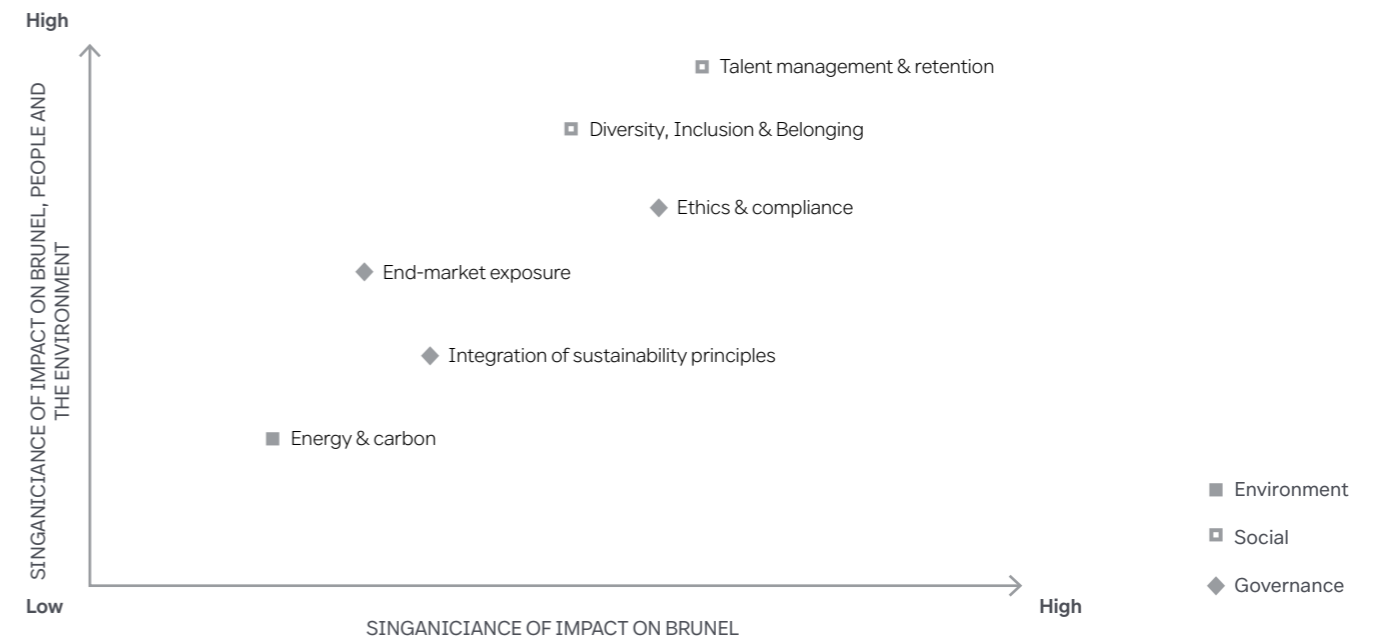 High
SINGANICIANCE OF IMPACT ON BRUNEL, PEOPLE AND
THE ENVIRONMENT
Talent management & retention
Diversity, Inclusion & Belonging
Ethics & compliance
End-market exposure
Integration of sustainability principles
Energy & carbon
Environment
Social
Governance
Low
High
SINGANICIANCE OF IMPACT ON BRUNEL